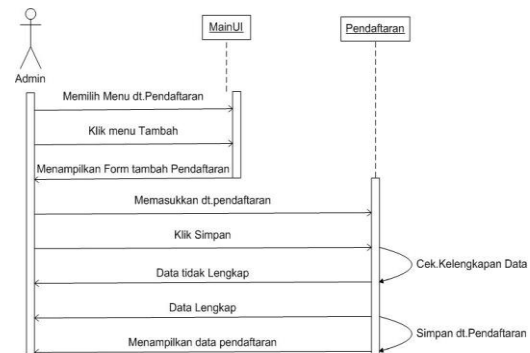 MainUI
Pendaftaran
Admin
Memilih Menu dt.Pendaftaran
Klik menu Tambah
Menampilkan Form tambah Pendaftaran
Memasukkan dt.pendaftaran
Klik Simpan
Cek.Kelengkapan Data
Data tidak Lengkap
Data Lengkap
Simpan dt.Pendaftaran
Menampilkan data pendaftaran